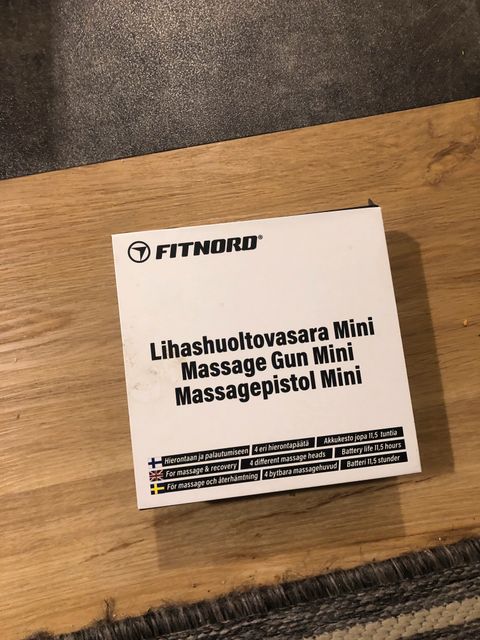 FITNORD®
Lihashuoltovasara Mini
Massage Gun Mini
Massagepistol Mini
Hierontaan ja palautumiseen 4 eri hierontapäätä Akkukesto jopa 11,5 tuntia
For massage & recovery 4 different massage heads Battery life 11,5 hours
För massage och återhämtning 4 bytbara massagehuvud Batteri 11,5 stunder